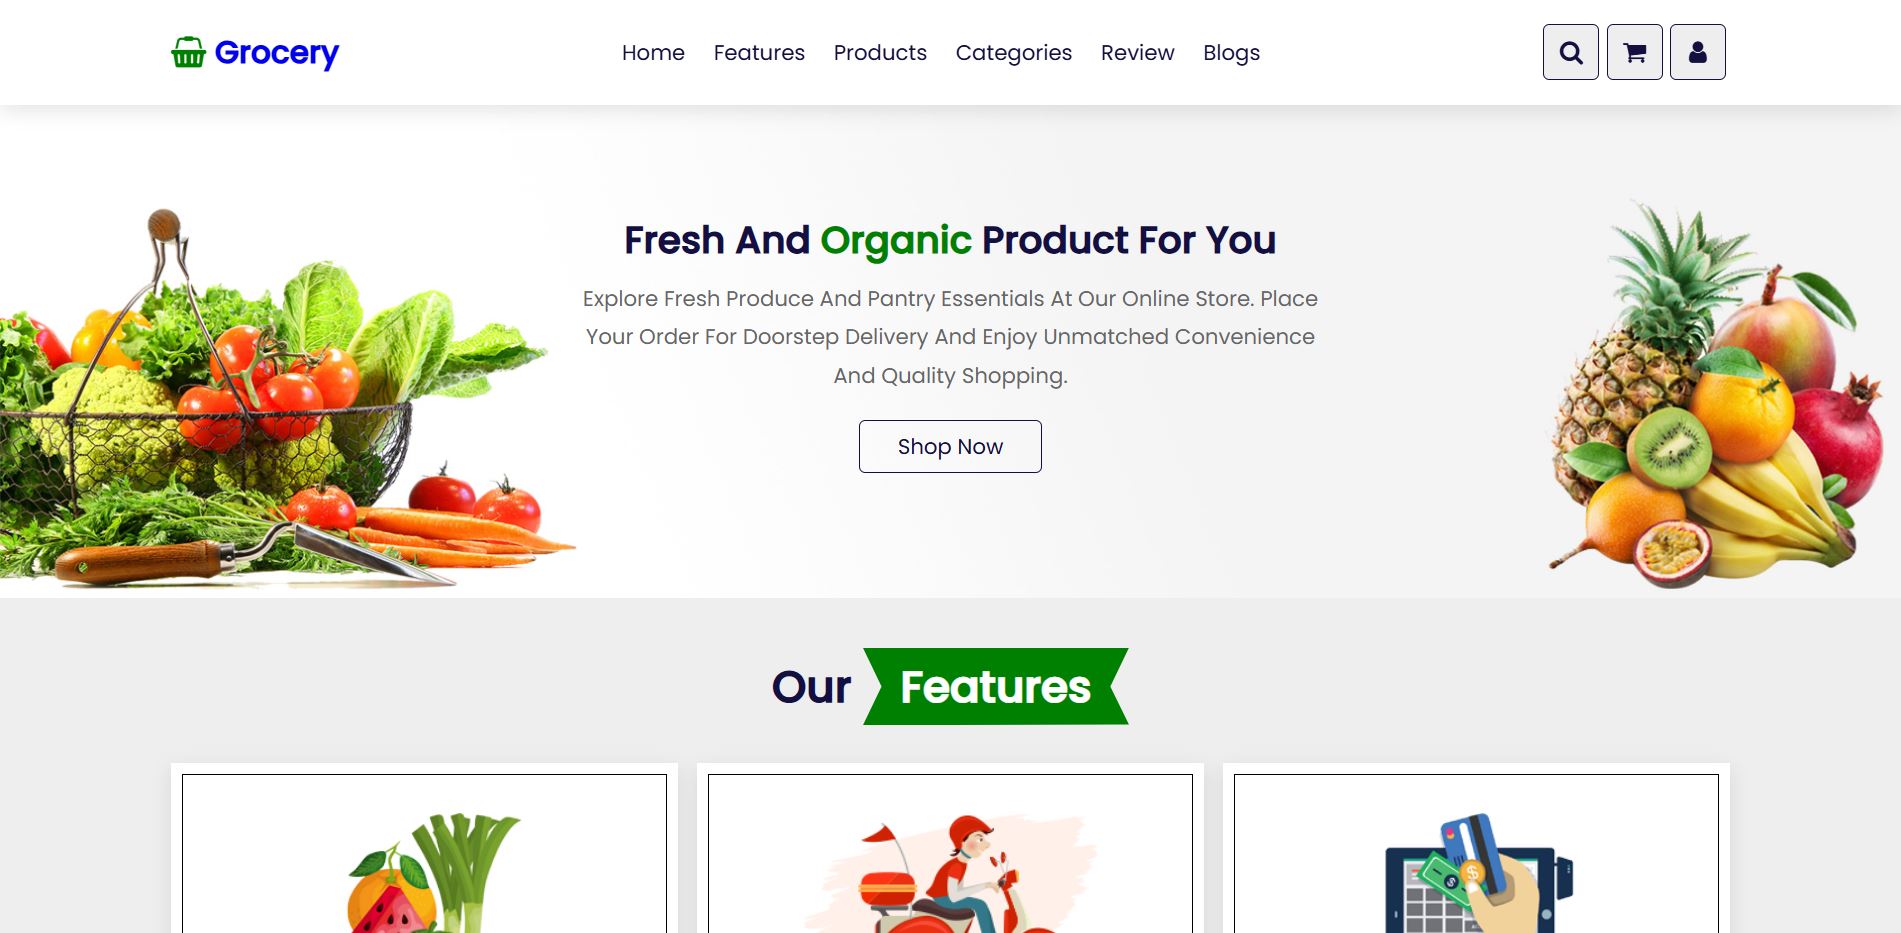 Grocery
Home Features Products Categories Review Blogs
Fresh And Organic Product For You
Explore Fresh Produce And Pantry Essentials At Our Online Store. Place
Your Order For Doorstep Delivery And Enjoy Unmatched Convenience
And Quality Shopping.
Shop Now
Our Features